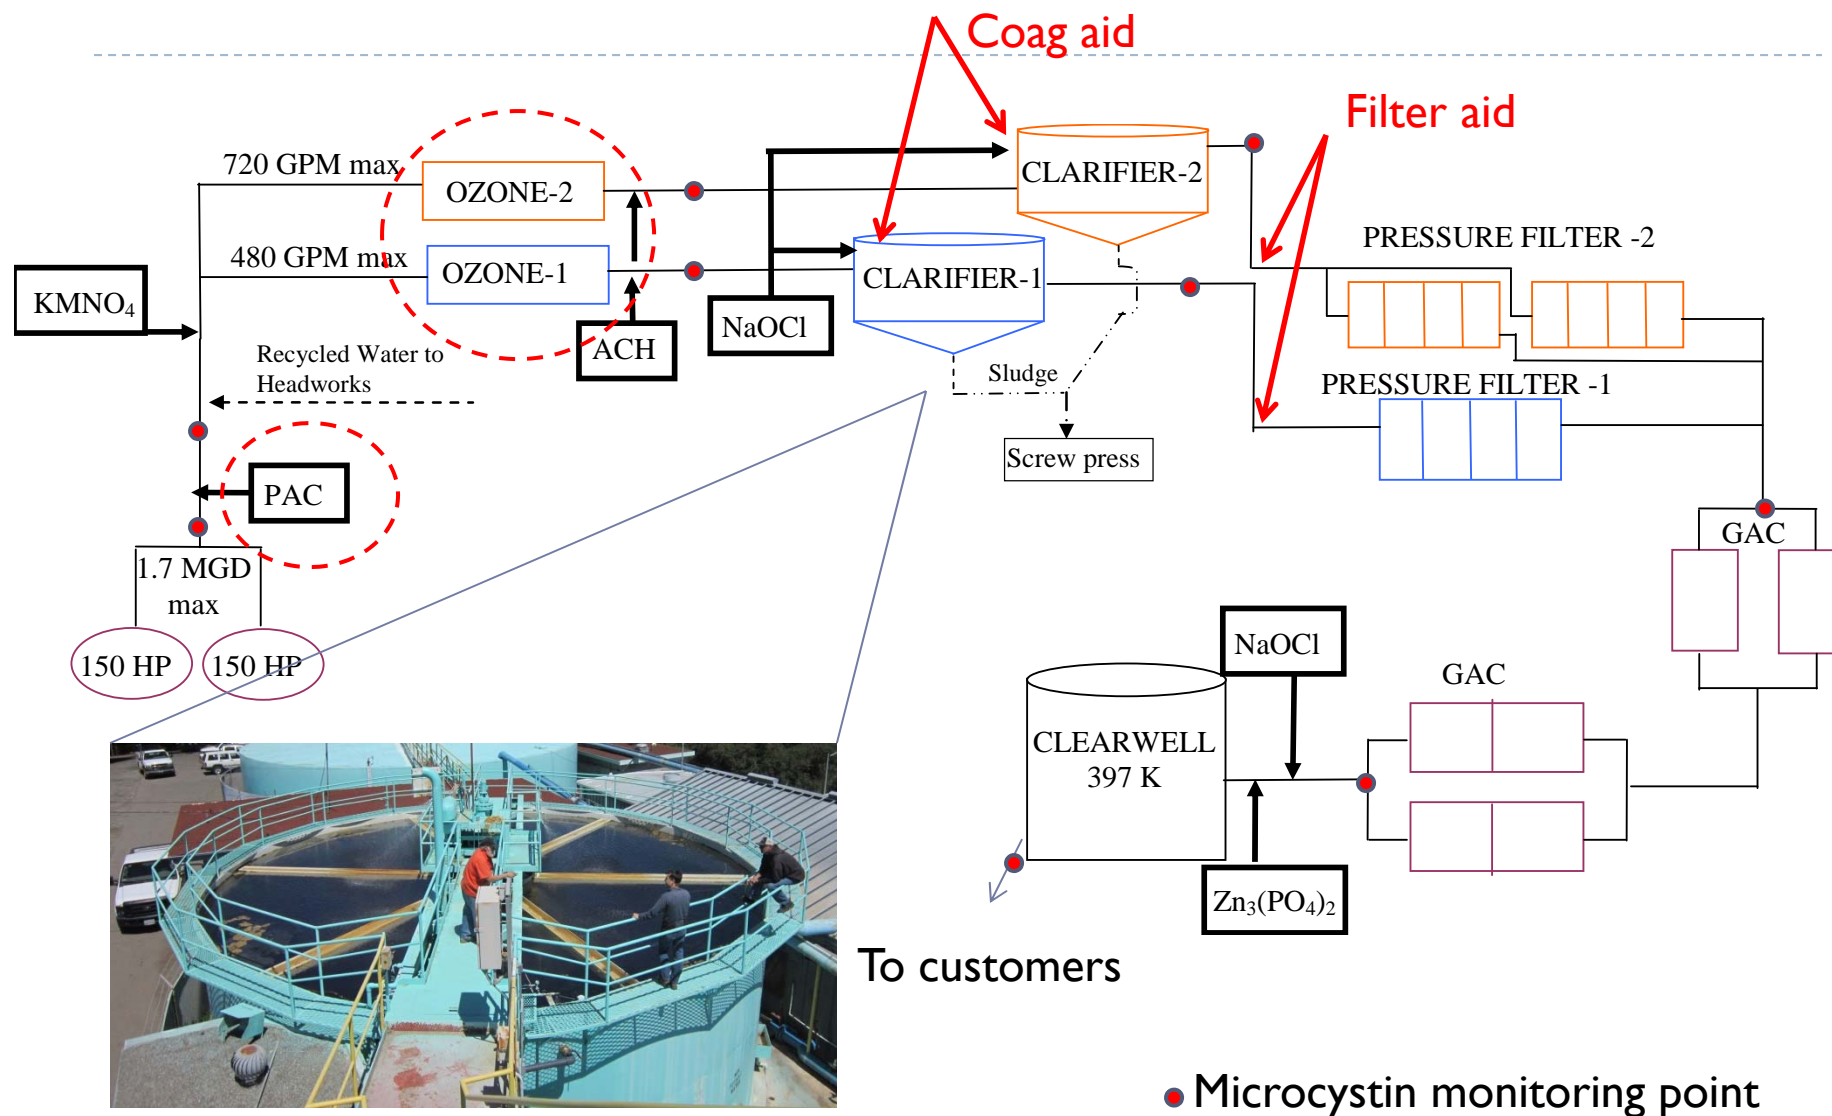 Coag aid
Filter aid
720 GPM max
OZONE-2
CLARIFIER-2
480 GPM max
OZONE-1
CLARIFIER-1
PRESSURE FILTER -2
KMNO₄
ACH
NaOCl
Recycled Water to
Headworks
Sludge
PRESSURE FILTER -1
Screw press
PAC
GAC
1.7 MGD
max
150 HP
150 HP
NaOCl
GAC
CLEARWELL
397 K
Zn₃(PO₄)₂
To customers
Microcystin monitoring point